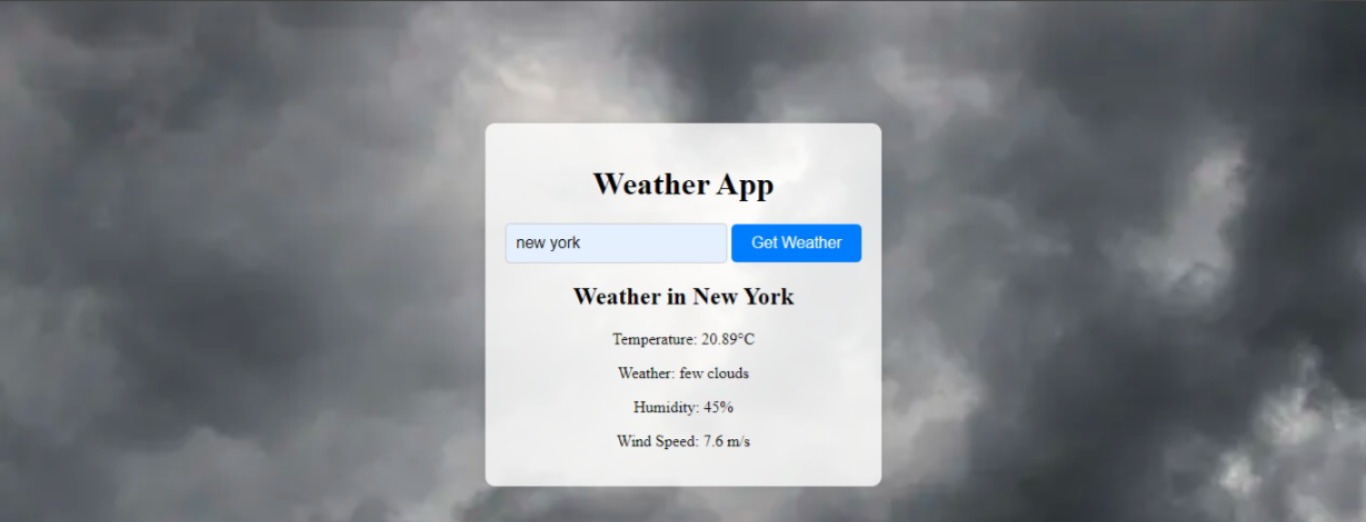 Weather App
new york
Get Weather
Weather in New York
Temperature: 20.89°C
Weather: few clouds
Humidity: 45%
Wind Speed: 7.6 m/s